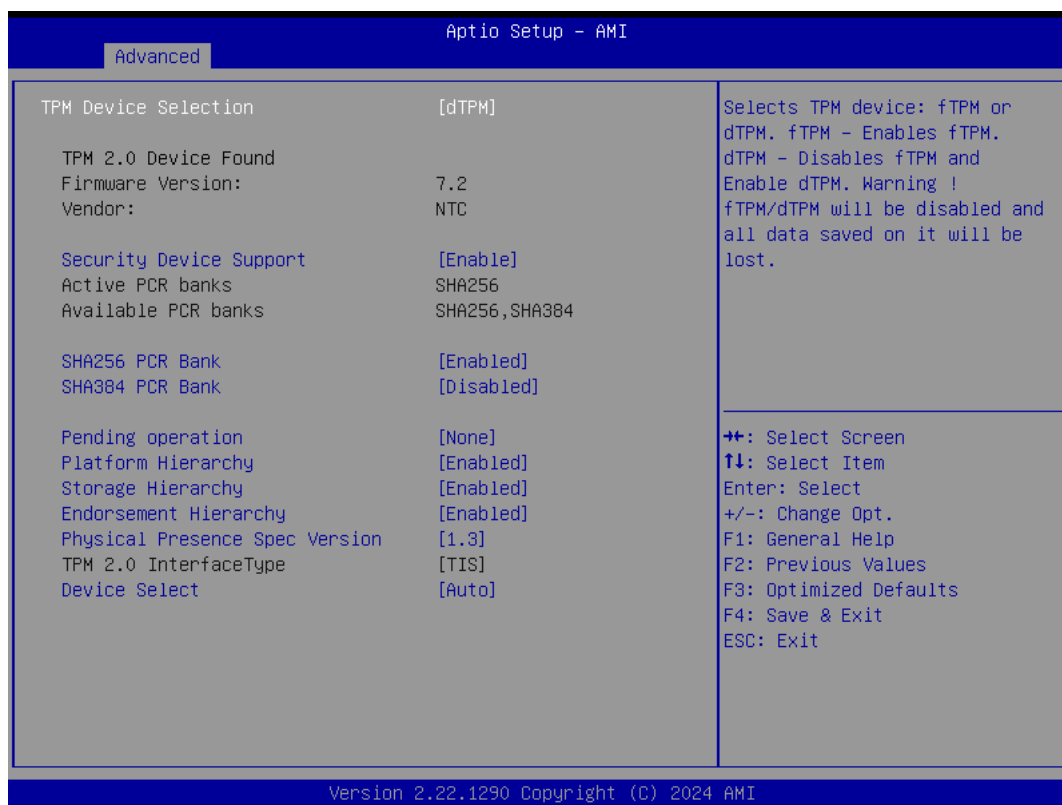 Aptio Setup – AMI
Advanced
TPM Device Selection [dTPM]
TPM 2.0 Device Found
Firmware Version: 7.2
Vendor: NTC
Security Device Support [Enable]
Active PCR banks SHA256
Available PCR banks SHA256,SHA384
SHA256 PCR Bank [Enabled]
SHA384 PCR Bank [Disabled]
Pending operation [None]
Platform Hierarchy [Enabled]
Storage Hierarchy [Enabled]
Endorsement Hierarchy [Enabled]
Physical Presence Spec Version [1.3]
TPM 2.0 InterfaceType [TIS]
Device Select [Auto]
Selects TPM device: fTPM or
dTPM. fTPM – Enables fTPM.
dTPM – Disables fTPM and
Enable dTPM. Warning !
fTPM/dTPM will be disabled and
all data saved on it will be
lost.
→←: Select Screen
↑↓: Select Item
Enter: Select
+/-: Change Opt.
F1: General Help
F2: Previous Values
F3: Optimized Defaults
F4: Save & Exit
ESC: Exit
Version 2.22.1290 Copyright (C) 2024 AMI